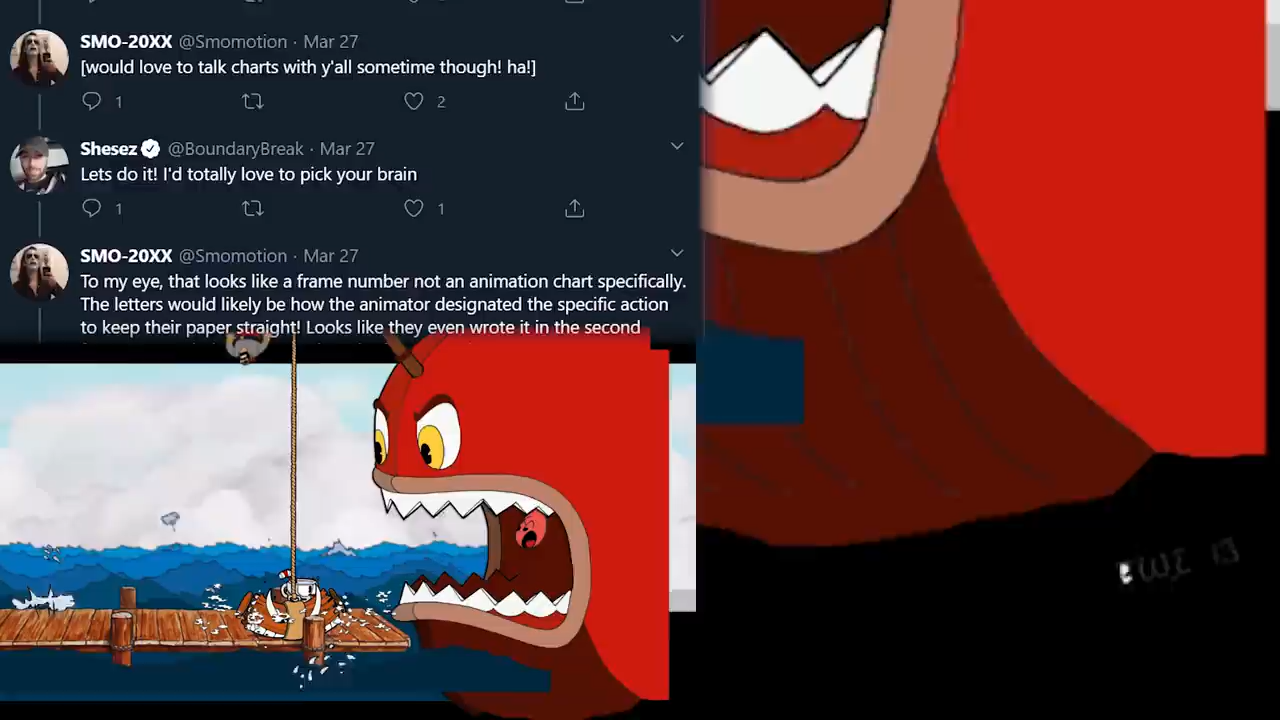 SMO-20XX @Smomotion · Mar 27
[would love to talk charts with y'all sometime though! ha!]
1 2
Shesez @BoundaryBreak · Mar 27
Lets do it! I'd totally love to pick your brain
1 1
SMO-20XX @Smomotion · Mar 27
To my eye, that looks like a frame number not an animation chart specifically.
The letters would likely be how the animator designated the specific action
to keep their paper straight! Looks like they even wrote it in the second
13